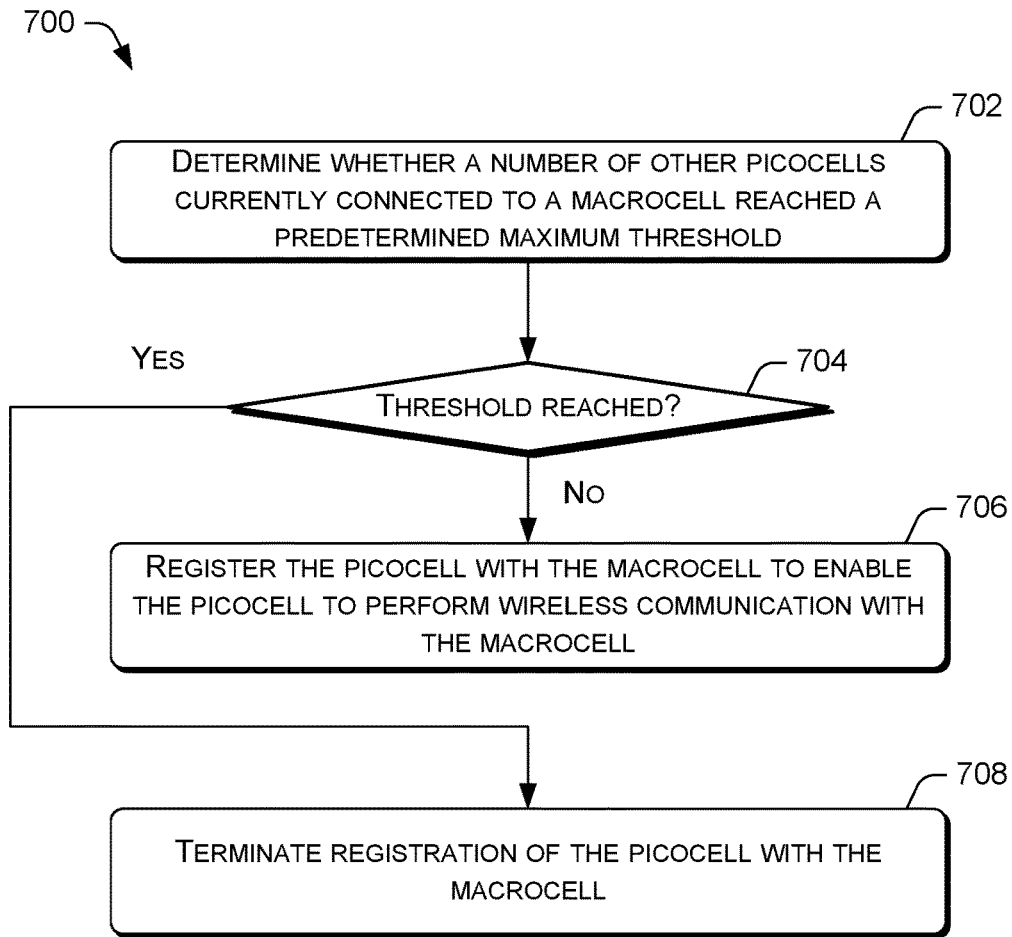 700
702
DETERMINE WHETHER A NUMBER OF OTHER PICOCELLS
CURRENTLY CONNECTED TO A MACROCELL REACHED A
PREDETERMINED MAXIMUM THRESHOLD
YES
704
THRESHOLD REACHED?
NO
706
REGISTER THE PICOCELL WITH THE MACROCELL TO ENABLE
THE PICOCELL TO PERFORM WIRELESS COMMUNICATION WITH
THE MACROCELL
708
TERMINATE REGISTRATION OF THE PICOCELL WITH THE
MACROCELL